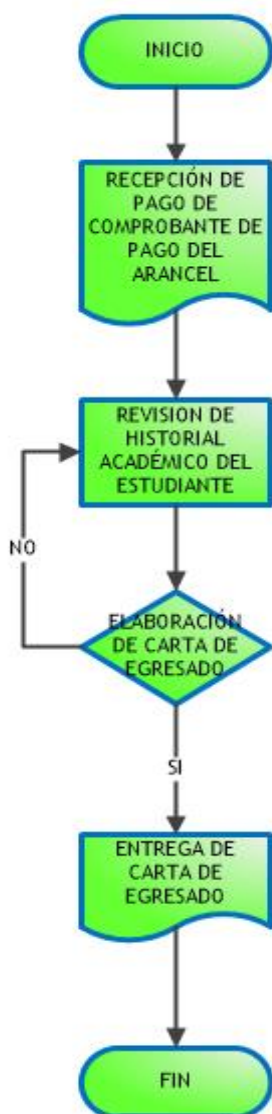 INICIO
RECEPCIÓN DE
PAGO DE
COMPROBANTE DE
PAGO DEL
ARANCEL
REVISION DE
HISTORIAL
ACADÉMICO DEL
ESTUDIANTE
NO
ELABORACIÓN
DE CARTA DE
EGRESADO
SI
ENTREGA DE
CARTA DE
EGRESADO
FIN